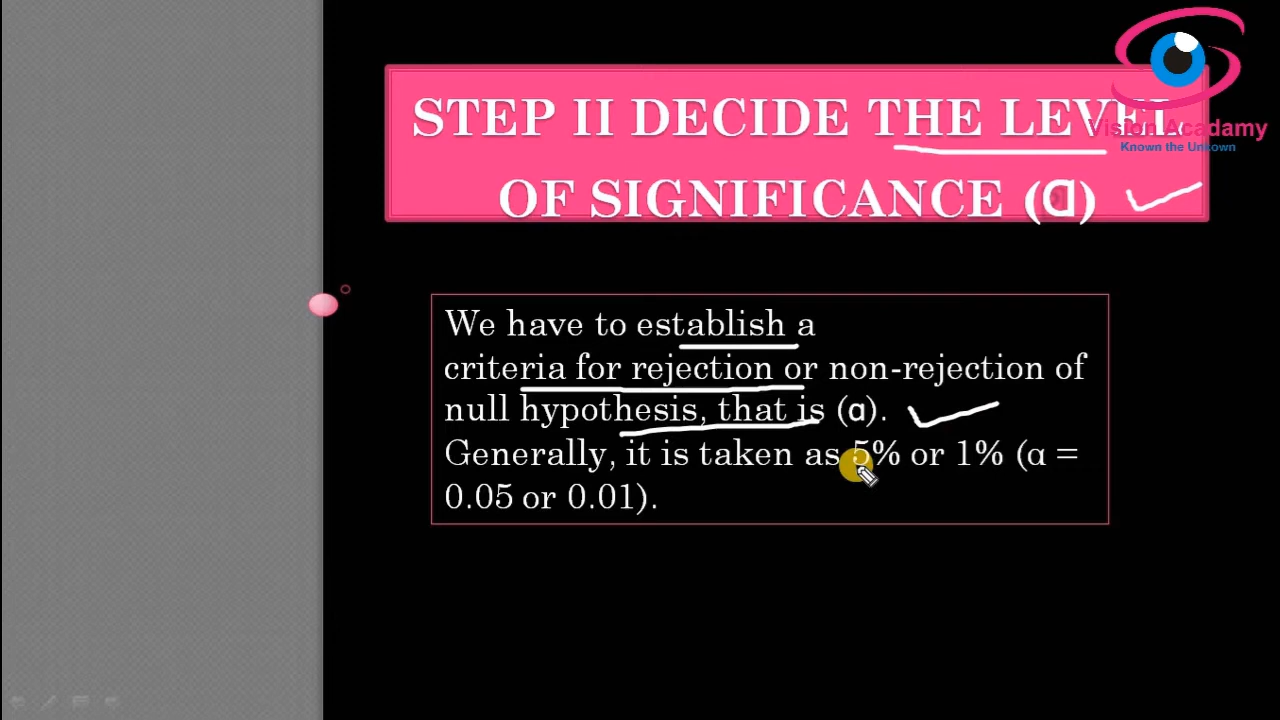 STEP II DECIDE THE LEVEL
OF SIGNIFICANCE (α)
Vision Acadamy
Known the Unkown
We have to establish a
criteria for rejection or non-rejection of
null hypothesis, that is (α).
Generally, it is taken as 5% or 1% (α =
0.05 or 0.01).